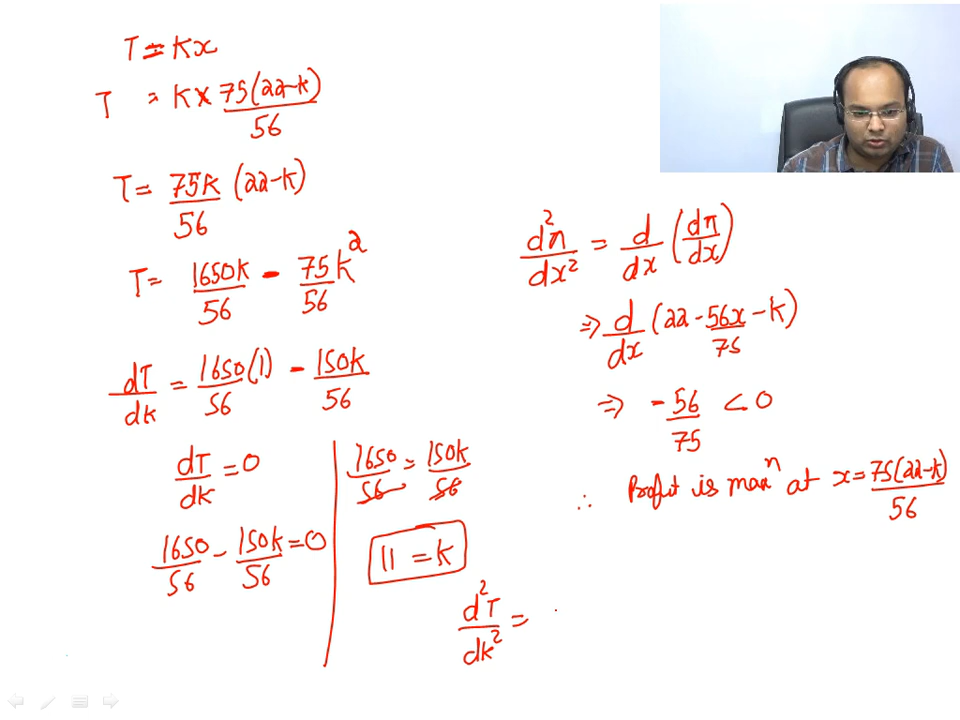 T = Kx
T = K × 75(22-k)/56
T = 75K/56 (22-k)
T = 1650k/56 - 75k²/56
dT/dk = 1650(1)/56 - 150k/56
dT/dk = 0
1650/56 - 150k/56 = 0
1650/56 = 150k/56
11 = k
d²T/dk² =
d²π/dx² = d/dx (dπ/dx)
⇒ d/dx (22 - 56x/75 - k)
⇒ -56/75 < 0
∴ Profit is maxⁿ at x = 75(22-k)/56